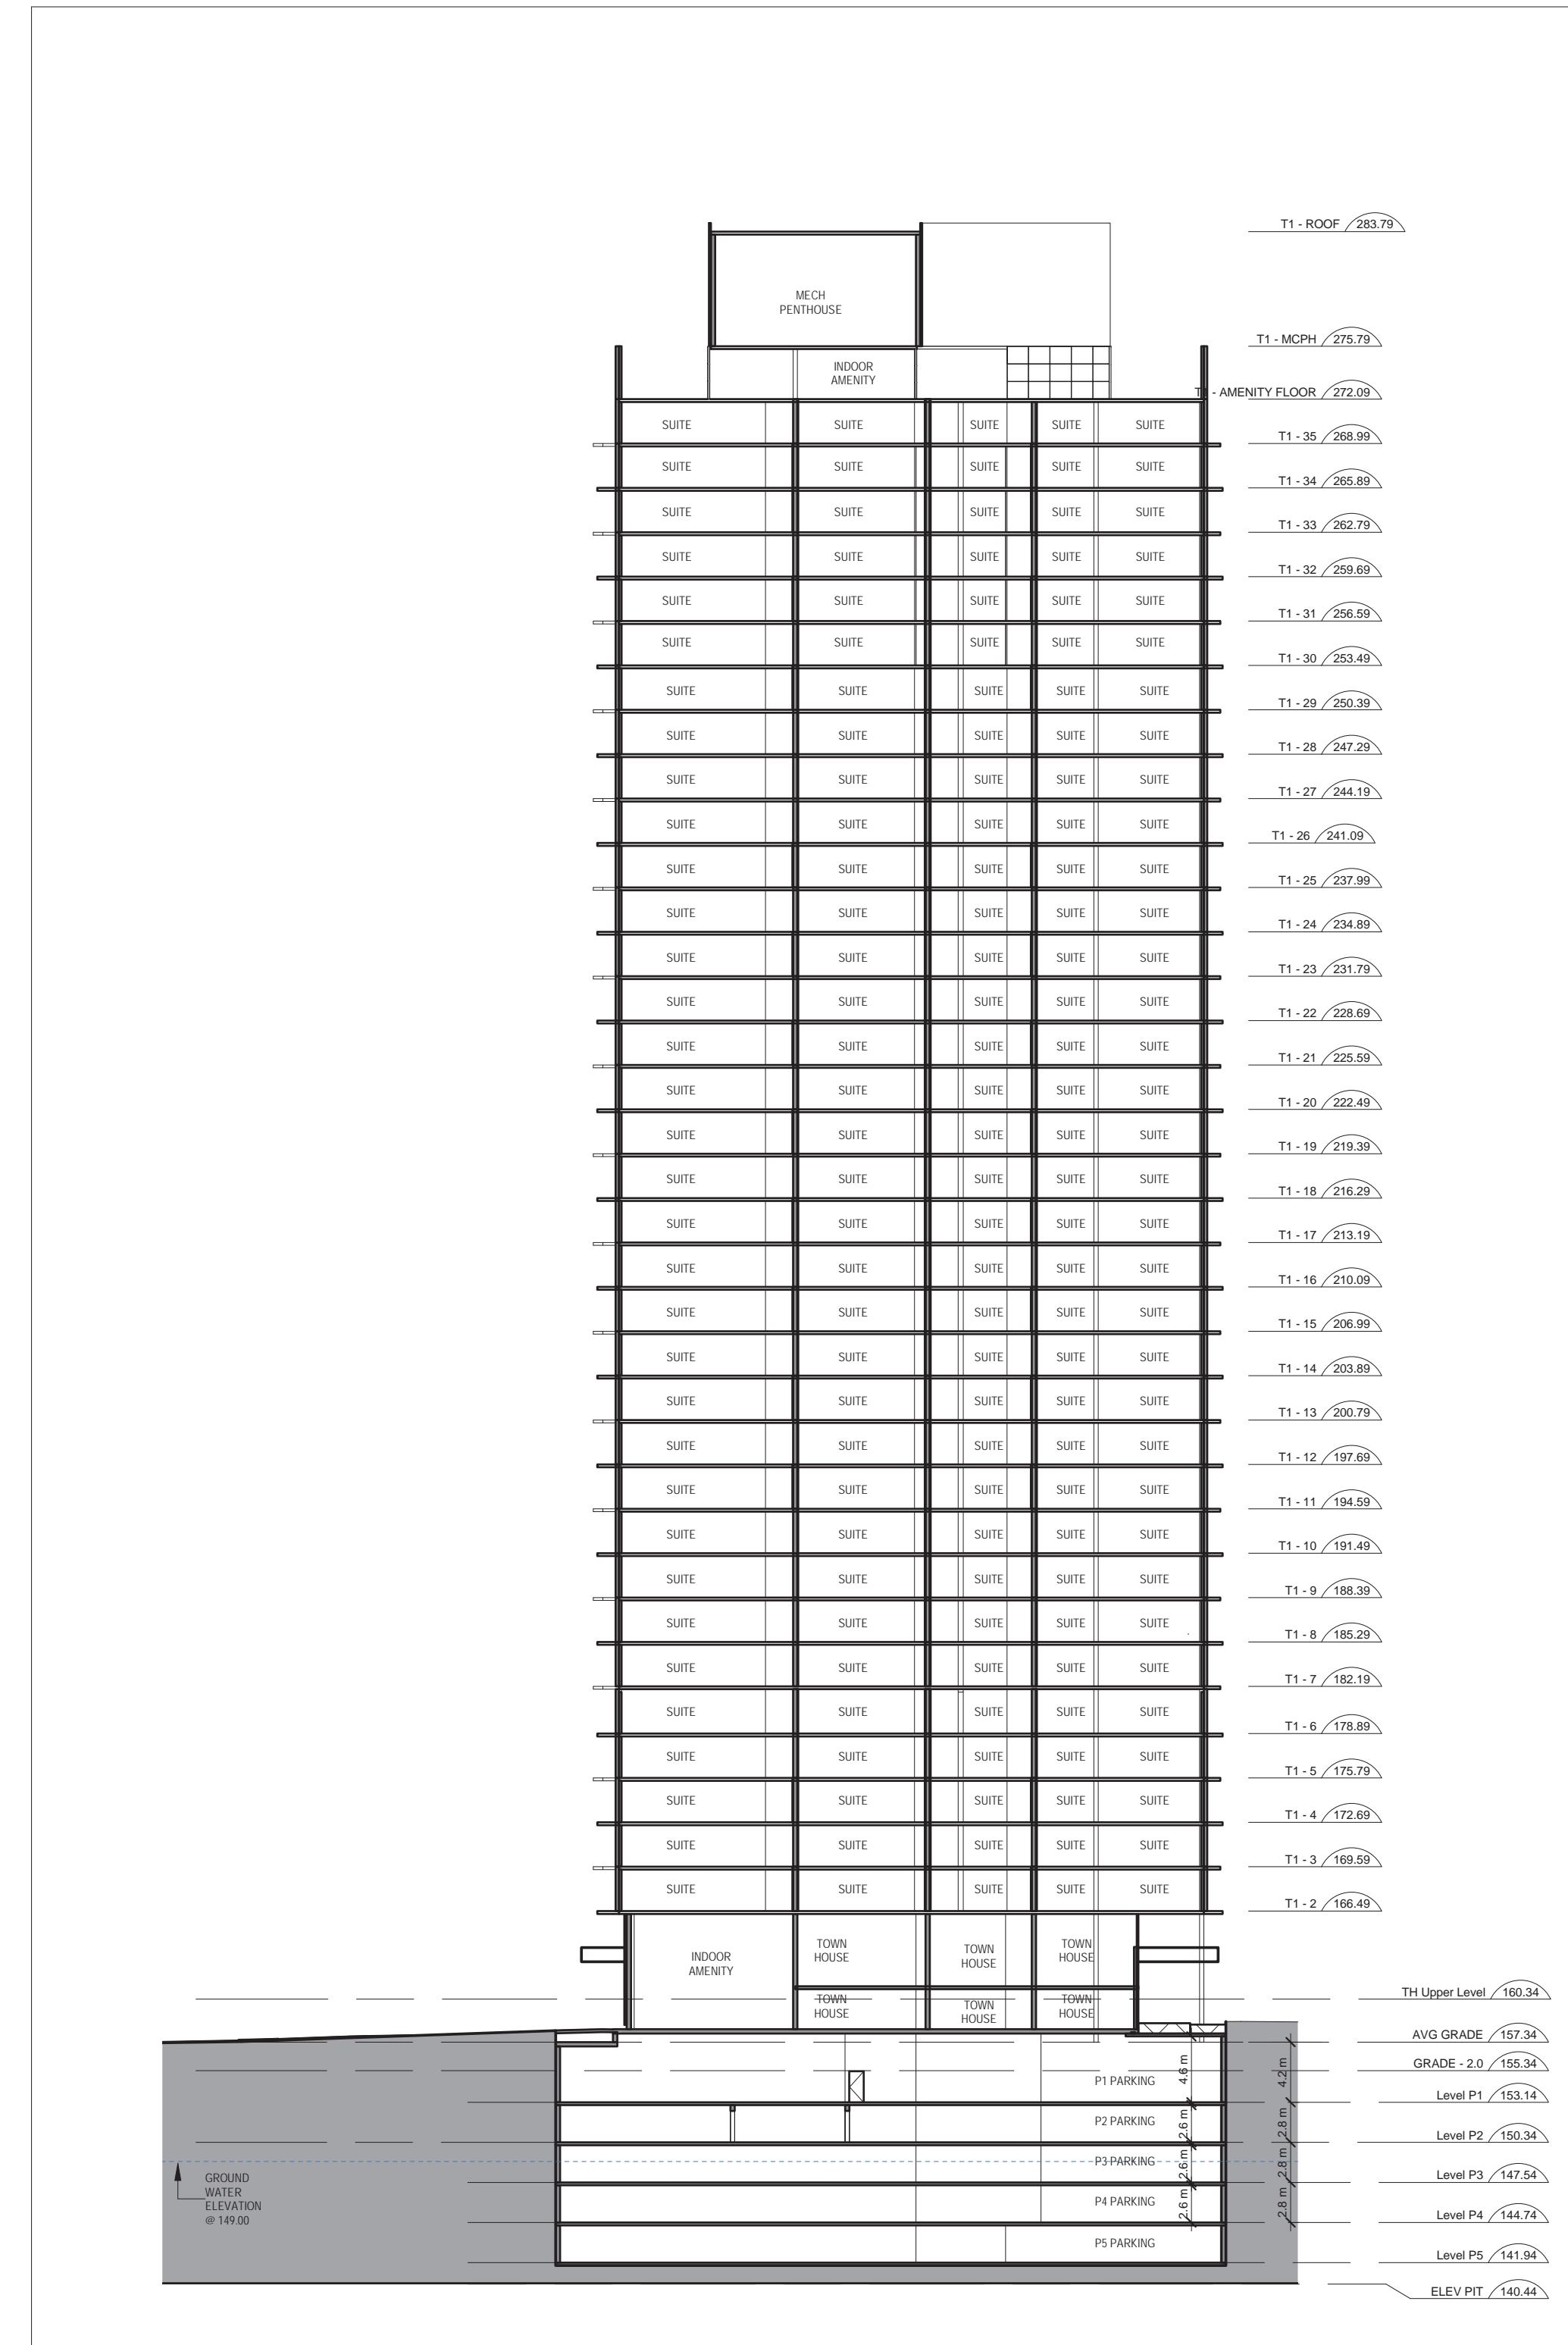 T1 - ROOF 283.79
MECH
PENTHOUSE
T1 - MCPH 275.79
INDOOR
AMENITY
T1 - AMENITY FLOOR 272.09
SUITE SUITE SUITE SUITE SUITE
T1 - 35 268.99
SUITE SUITE SUITE SUITE SUITE
T1 - 34 265.89
SUITE SUITE SUITE SUITE SUITE
T1 - 33 262.79
SUITE SUITE SUITE SUITE SUITE
T1 - 32 259.69
SUITE SUITE SUITE SUITE SUITE
T1 - 31 256.59
SUITE SUITE SUITE SUITE SUITE
T1 - 30 253.49
SUITE SUITE SUITE SUITE SUITE
T1 - 29 250.39
SUITE SUITE SUITE SUITE SUITE
T1 - 28 247.29
SUITE SUITE SUITE SUITE SUITE
T1 - 27 244.19
SUITE SUITE SUITE SUITE SUITE
T1 - 26 241.09
SUITE SUITE SUITE SUITE SUITE
T1 - 25 237.99
SUITE SUITE SUITE SUITE SUITE
T1 - 24 234.89
SUITE SUITE SUITE SUITE SUITE
T1 - 23 231.79
SUITE SUITE SUITE SUITE SUITE
T1 - 22 228.69
SUITE SUITE SUITE SUITE SUITE
T1 - 21 225.59
SUITE SUITE SUITE SUITE SUITE
T1 - 20 222.49
SUITE SUITE SUITE SUITE SUITE
T1 - 19 219.39
SUITE SUITE SUITE SUITE SUITE
T1 - 18 216.29
SUITE SUITE SUITE SUITE SUITE
T1 - 17 213.19
SUITE SUITE SUITE SUITE SUITE
T1 - 16 210.09
SUITE SUITE SUITE SUITE SUITE
T1 - 15 206.99
SUITE SUITE SUITE SUITE SUITE
T1 - 14 203.89
SUITE SUITE SUITE SUITE SUITE
T1 - 13 200.79
SUITE SUITE SUITE SUITE SUITE
T1 - 12 197.69
SUITE SUITE SUITE SUITE SUITE
T1 - 11 194.59
SUITE SUITE SUITE SUITE SUITE
T1 - 10 191.49
SUITE SUITE SUITE SUITE SUITE
T1 - 9 188.39
SUITE SUITE SUITE SUITE SUITE
T1 - 8 185.29
SUITE SUITE SUITE SUITE SUITE
T1 - 7 182.19
SUITE SUITE SUITE SUITE SUITE
T1 - 6 178.89
SUITE SUITE SUITE SUITE SUITE
T1 - 5 175.79
SUITE SUITE SUITE SUITE SUITE
T1 - 4 172.69
SUITE SUITE SUITE SUITE SUITE
T1 - 3 169.59
SUITE SUITE SUITE SUITE SUITE
T1 - 2 166.49
INDOOR
AMENITY
TOWN
HOUSE
TOWN
HOUSE
TOWN
HOUSE
TH Upper Level 160.34
TOWN
HOUSE
TOWN
HOUSE
TOWN
HOUSE
AVG GRADE 157.34
GRADE - 2.0 155.34
P1 PARKING
4.6 m
4.2 m
Level P1 153.14
P2 PARKING
2.6 m
2.8 m
Level P2 150.34
P3 PARKING
2.6 m
2.8 m
Level P3 147.54
GROUND
WATER
ELEVATION
@ 149.00
P4 PARKING
2.6 m
2.8 m
Level P4 144.74
P5 PARKING
Level P5 141.94
ELEV PIT 140.44